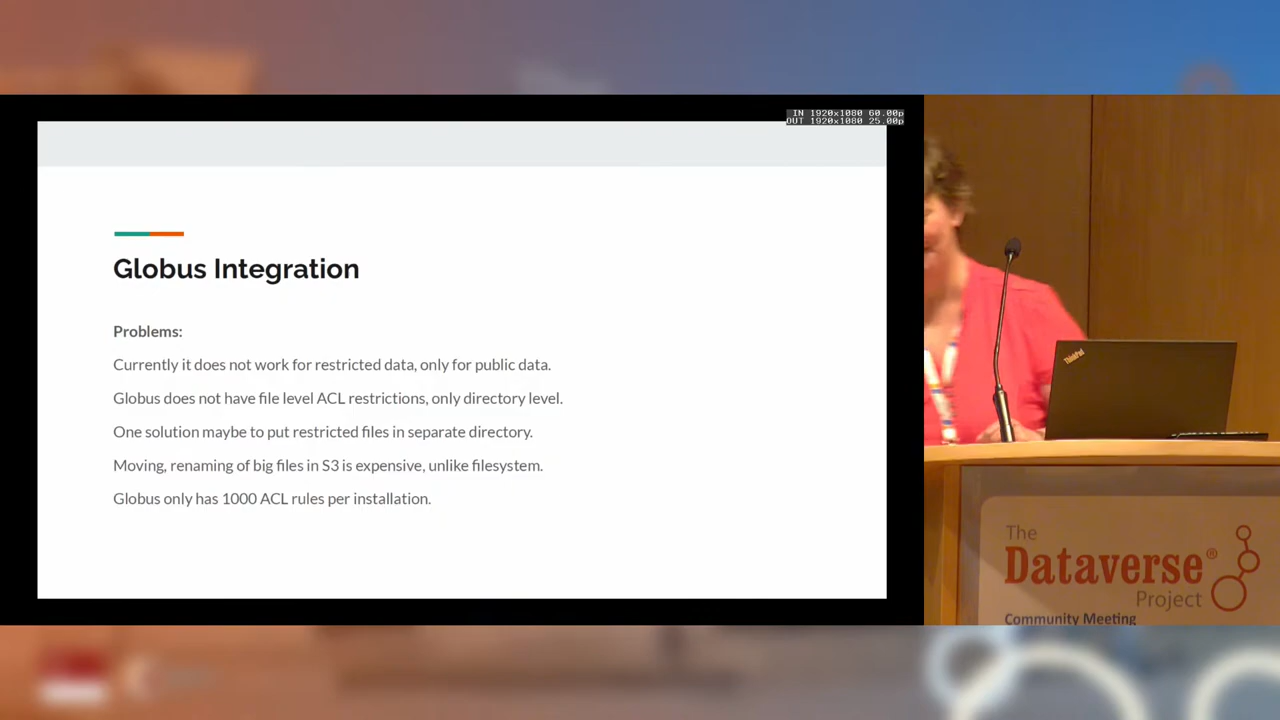 IN 1920x1080 60.00p
OUT 1920x1080 25.00p
Globus Integration
Problems:
Currently it does not work for restricted data, only for public data.
Globus does not have file level ACL restrictions, only directory level.
One solution maybe to put restricted files in separate directory.
Moving, renaming of big files in S3 is expensive, unlike filesystem.
Globus only has 1000 ACL rules per installation.
ThinkPad
The
Dataverse®
Project
Community Meeting